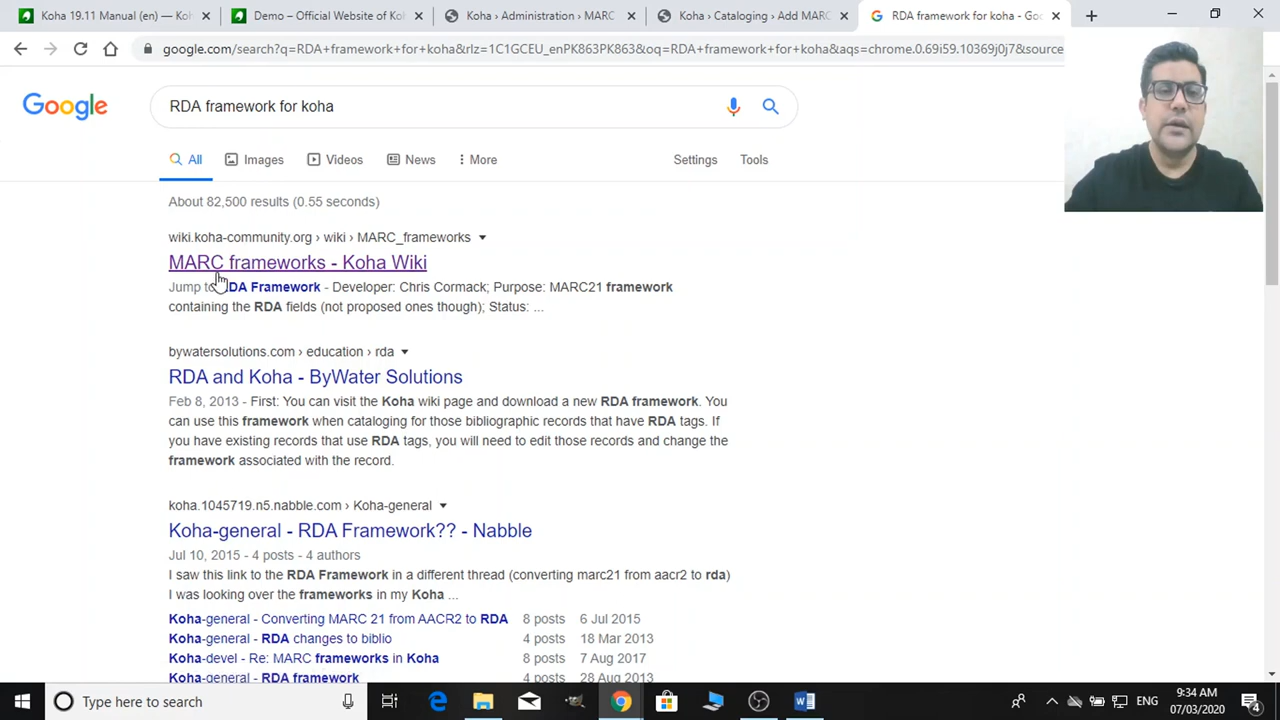 Koha 19.11 Manual (en) — Koh
Demo – Official Website of Koh
Koha › Administration › MARC
Koha › Cataloging › Add MARC
RDA framework for koha - Goo
google.com/search?q=RDA+framework+for+koha&rlz=1C1GCEU_enPK863PK863&oq=RDA+framework+for+koha&aqs=chrome.0.69i59.10369j0j7&source
Google
RDA framework for koha
All
Images
Videos
News
More
Settings
Tools
About 82,500 results (0.55 seconds)
wiki.koha-community.org › wiki › MARC_frameworks
MARC frameworks - Koha Wiki
Jump to RDA Framework - Developer: Chris Cormack; Purpose: MARC21 framework
containing the RDA fields (not proposed ones though); Status: ...
bywatersolutions.com › education › rda
RDA and Koha - ByWater Solutions
Feb 8, 2013 - First: You can visit the Koha wiki page and download a new RDA framework. You
can use this framework when cataloging for those bibliographic records that have RDA tags. If
you have existing records that use RDA tags, you will need to edit those records and change the
framework associated with the record.
koha.1045719.n5.nabble.com › Koha-general
Koha-general - RDA Framework?? - Nabble
Jul 10, 2015 - 4 posts - 4 authors
I saw this link to the RDA Framework in a different thread (converting marc21 from aacr2 to rda)
I was looking over the frameworks in my Koha ...
Koha-general - Converting MARC 21 from AACR2 to RDA 8 posts 6 Jul 2015
Koha-general - RDA changes to biblio 4 posts 18 Mar 2013
Koha-devel - Re: MARC frameworks in Koha 8 posts 7 Aug 2017
Koha-general - RDA framework 4 posts 28 Aug 2013
Type here to search
ENG
9:34 AM
07/03/2020
4